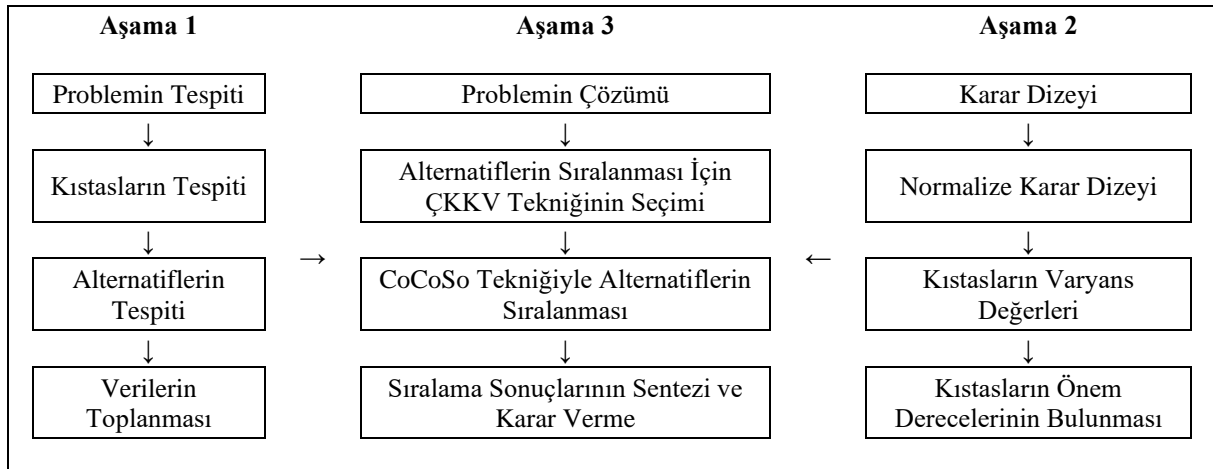 Aşama 1
Problemin Tespiti
↓
Kıstasların Tespiti
↓
Alternatiflerin
Tespiti
↓
Verilerin
Toplanması
→
Aşama 3
Problemin Çözümü
↓
Alternatiflerin Sıralanması İçin
ÇKKV Tekniğinin Seçimi
↓
CoCoSo Tekniğiyle Alternatiflerin
Sıralanması
↓
Sıralama Sonuçlarının Sentezi ve
Karar Verme
←
Aşama 2
Karar Dizeyi
↓
Normalize Karar Dizeyi
↓
Kıstasların Varyans
Değerleri
↓
Kıstasların Önem
Derecelerinin Bulunması